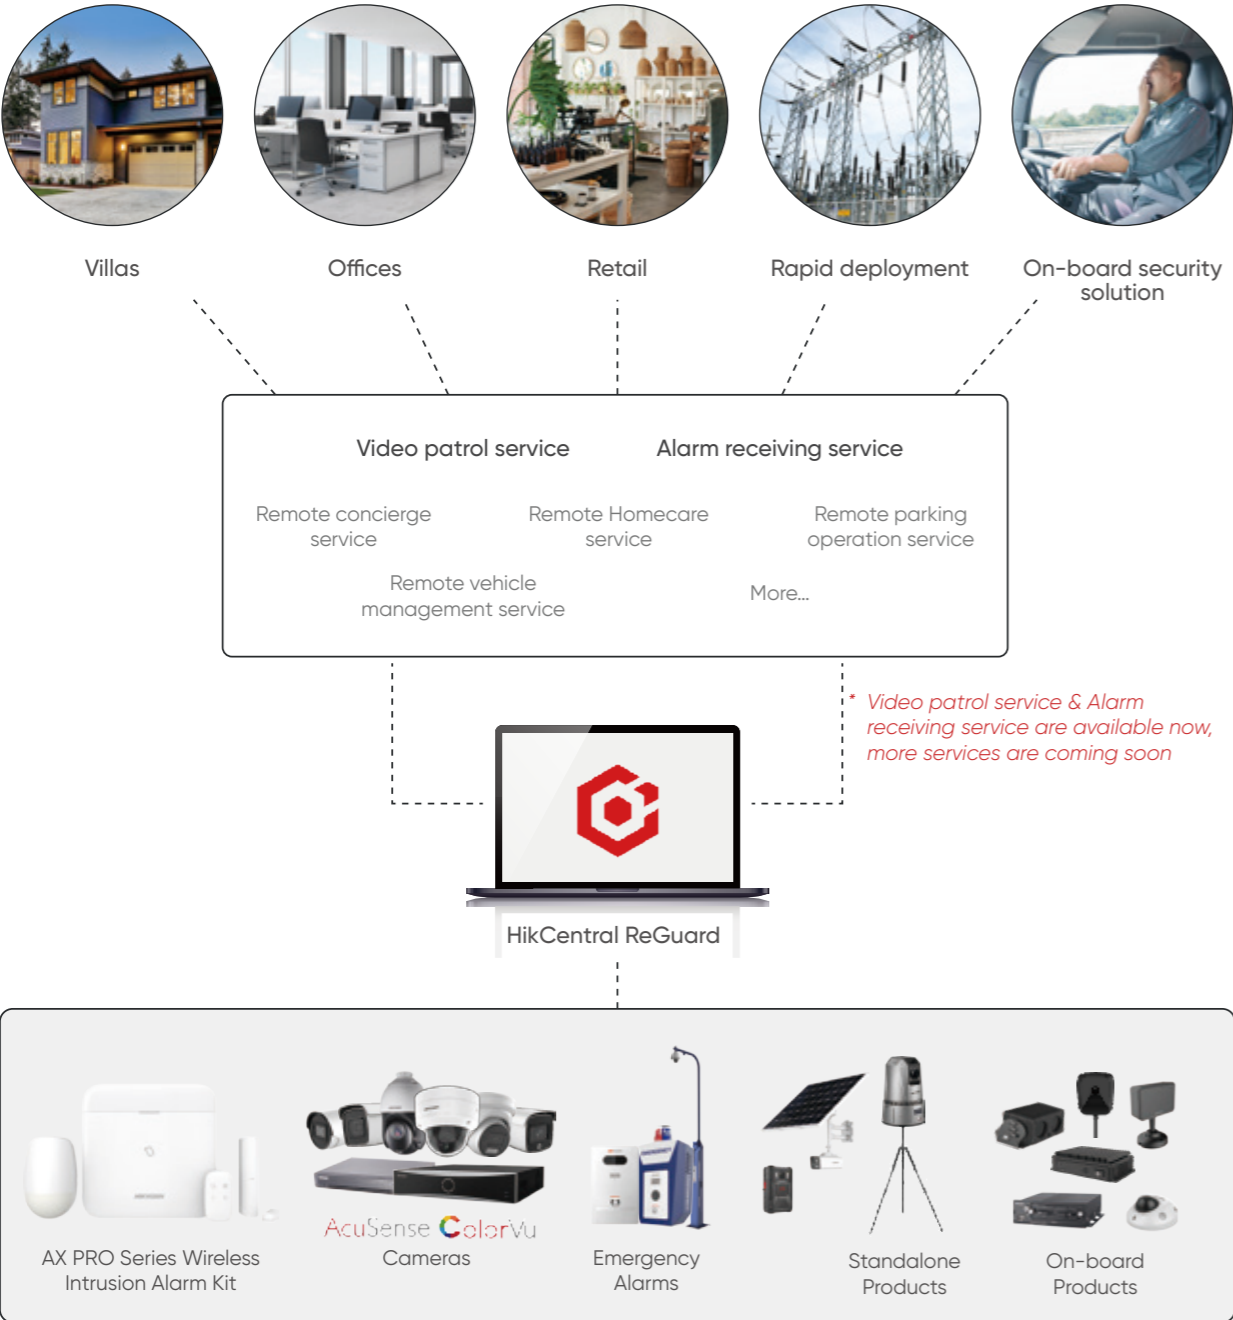 Villas
Offices
Retail
Rapid deployment
On-board security
solution
Video patrol service
Alarm receiving service
Remote concierge
service
Remote Homecare
service
Remote parking
operation service
Remote vehicle
management service
More...
* Video patrol service & Alarm
receiving service are available now,
more services are coming soon
HikCentral ReGuard
AcuSense ColorVu
AX PRO Series Wireless
Intrusion Alarm Kit
Cameras
Emergency
Alarms
Standalone
Products
On-board
Products